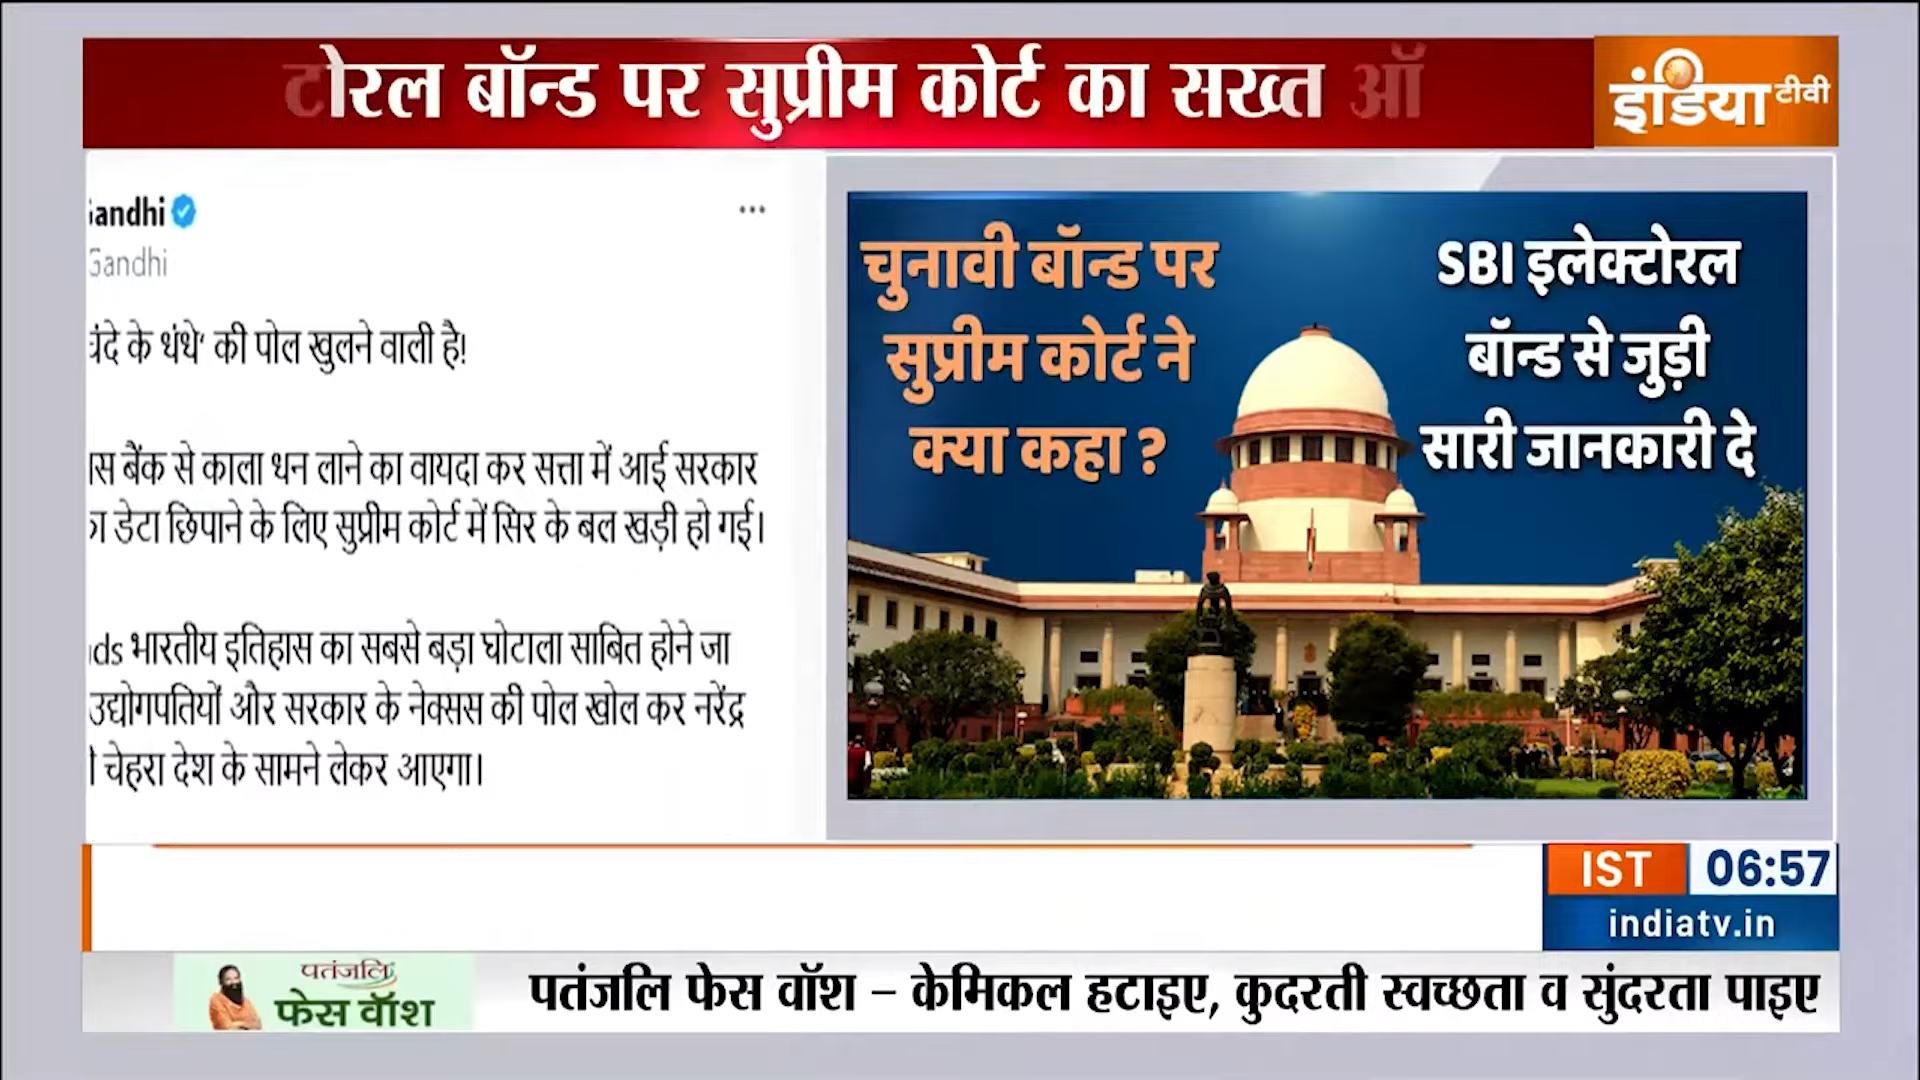 टोरल बॉन्ड पर सुप्रीम कोर्ट का सख्त ऑ
इंडिया टीवी
Gandhi
Gandhi
चंदे के धंधे' की पोल खुलने वाली है!
बैंक से काला धन लाने का वायदा कर सत्ता में आई सरकार
डेटा छिपाने के लिए सुप्रीम कोर्ट में सिर के बल खड़ी हो गई।
ds भारतीय इतिहास का सबसे बड़ा घोटाला साबित होने जा
उद्योगपतियों और सरकार के नेक्सस की पोल खोल कर नरेंद्र
चेहरा देश के सामने लेकर आएगा।
चुनावी बॉन्ड पर
सुप्रीम कोर्ट ने
क्या कहा ?
SBI इलेक्टोरल
बॉन्ड से जुड़ी
सारी जानकारी दे
IST 06:57
indiatv.in
पतंजलि
फेस वॉश
पतंजलि फेस वॉश – केमिकल हटाइए, कुदरती स्वच्छता व सुंदरता पाइए